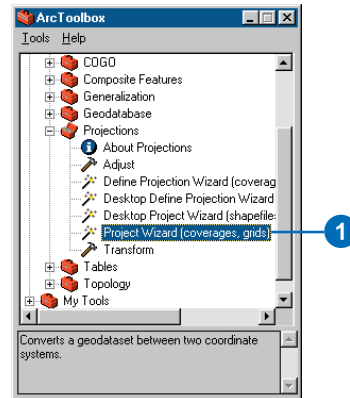 ArcToolbox
Tools Help
COGO
Composite Features
Generalization
Geodatabase
Projections
About Projections
Adjust
Define Projection Wizard (coverag
Desktop Define Projection Wizard
Desktop Project Wizard (shapefile:
Project Wizard (coverages, grids)
1
Transform
Tables
Topology
My Tools
Converts a geodataset between two coordinate
systems.